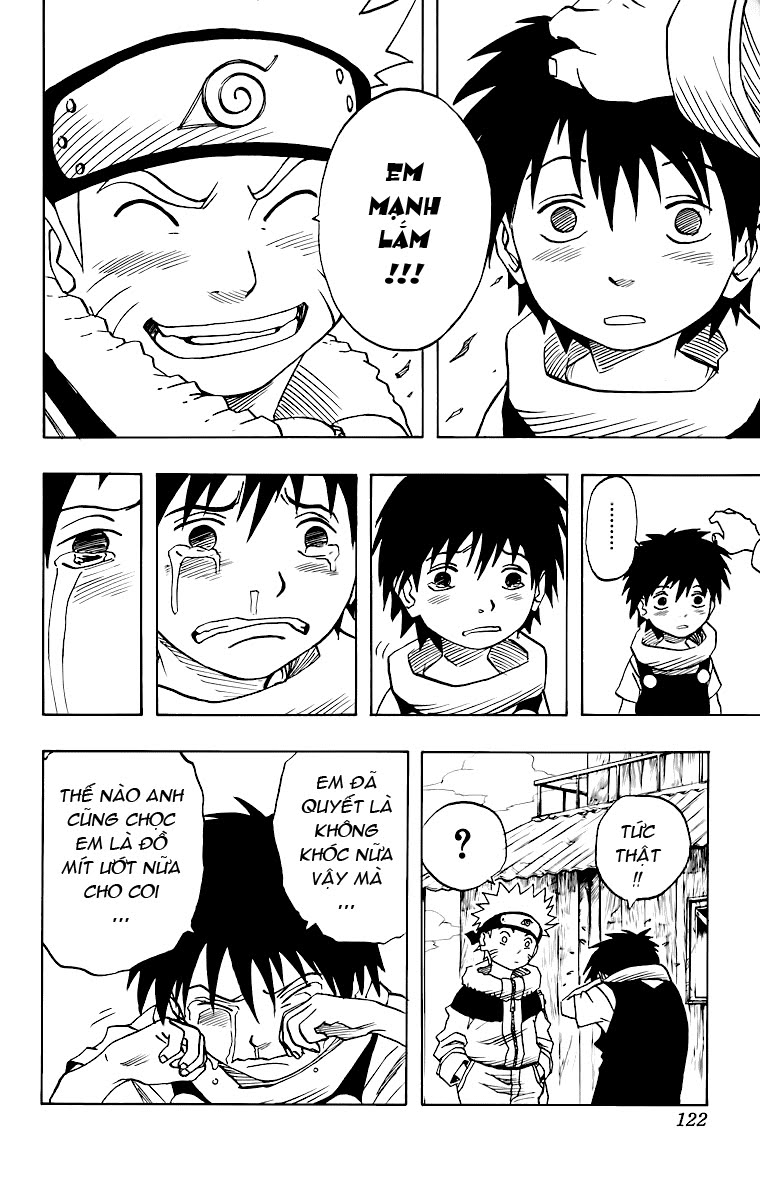 EM
MẠNH
LẮM
!!!
.........
TỨC
THẬT
!!
?
EM ĐÃ
QUYẾT LÀ
KHÔNG
KHÓC NỮA
VẬY MÀ
...
THẾ NÀO ANH
CŨNG CHỌC
EM LÀ ĐỒ
MÍT ƯỚT NỮA
CHO COI
...
122